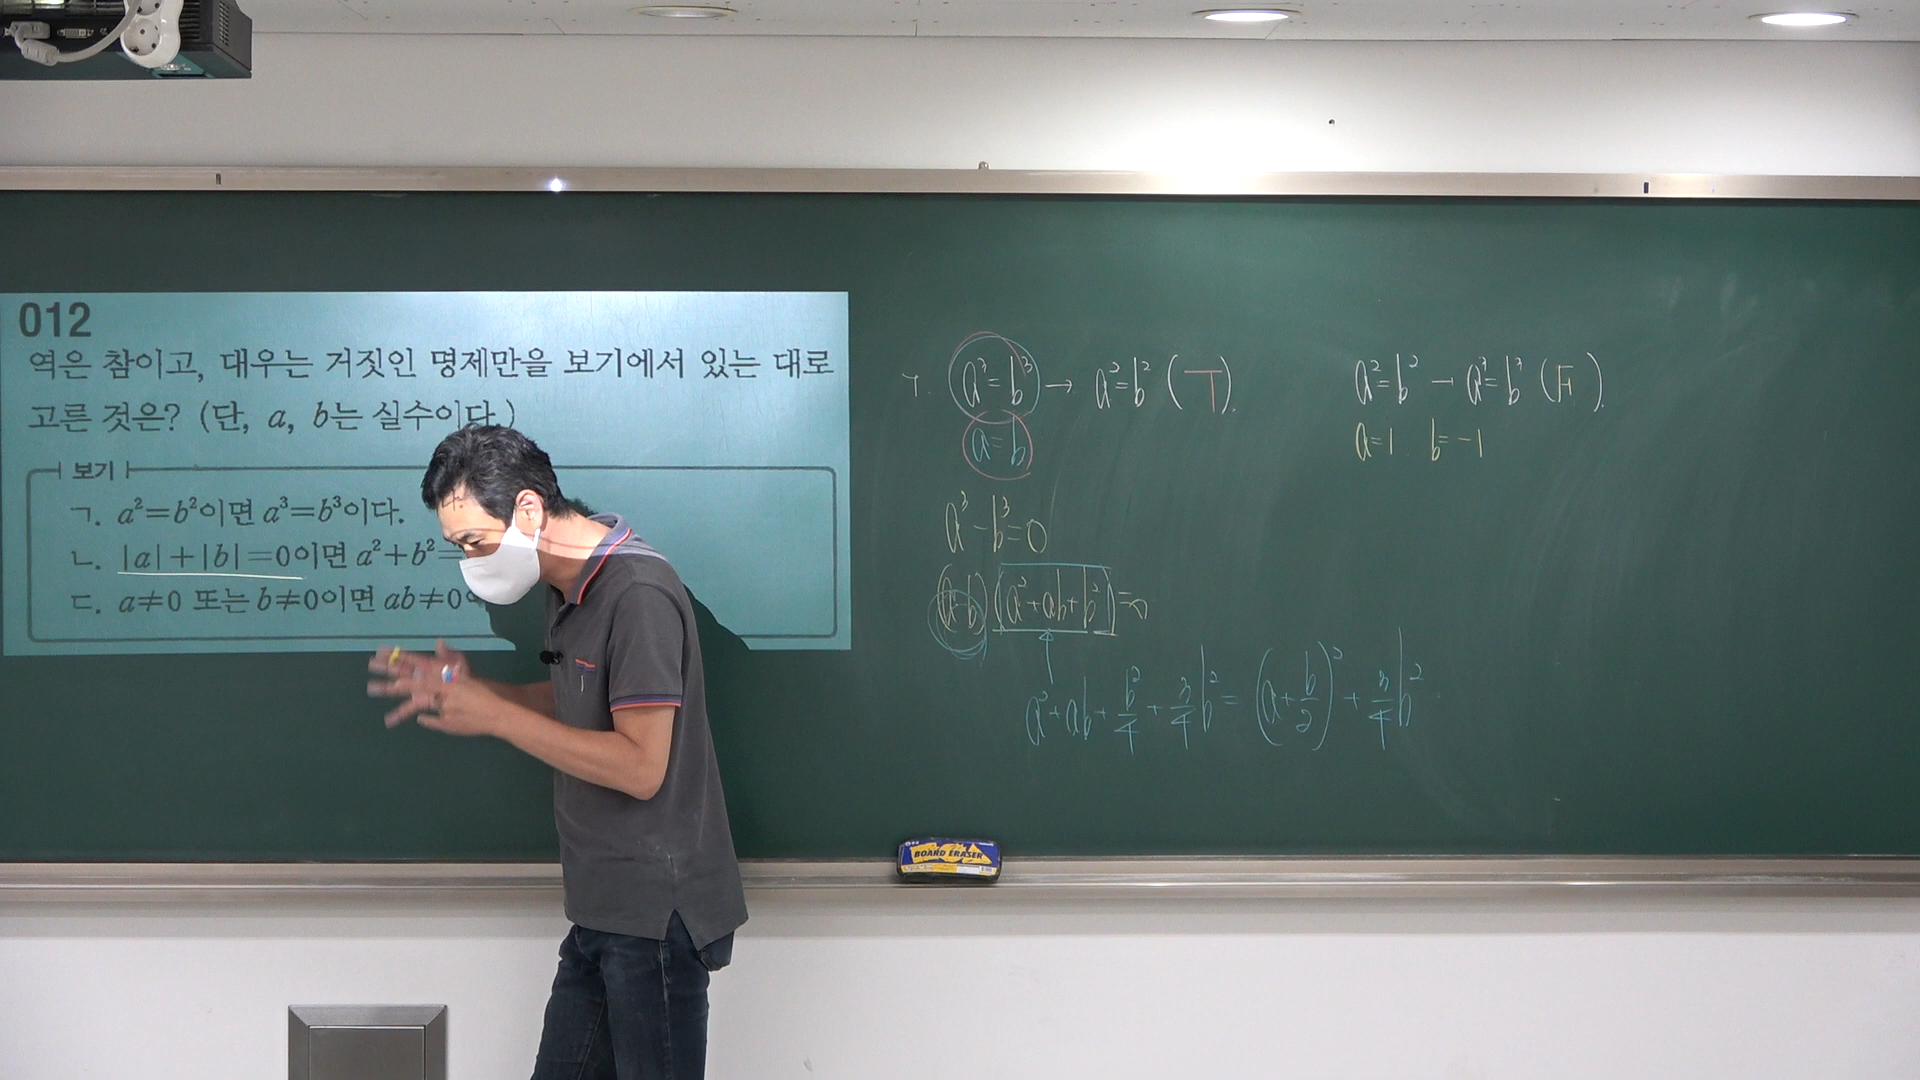 012
역은 참이고, 대우는 거짓인 명제만을 보기에서 있는 대로
고른 것은? (단, a, b는 실수이다.)
보기
ㄱ. a²=b²이면 a³=b³이다.
ㄴ. |a|+|b|=0이면 a²+b²=
ㄷ. a≠0 또는 b≠0이면 ab≠0
ㄱ. a³=b³ → a²=b² (T).
a=b
a³-b³=0
(a-b)(a²+ab+b²)=0
a²+ab+b²/4+3/4b²=(a+b/2)²+3/4b²
a²=b² → a³=b³ (F).
a=1 b=-1
BOARD ERASER